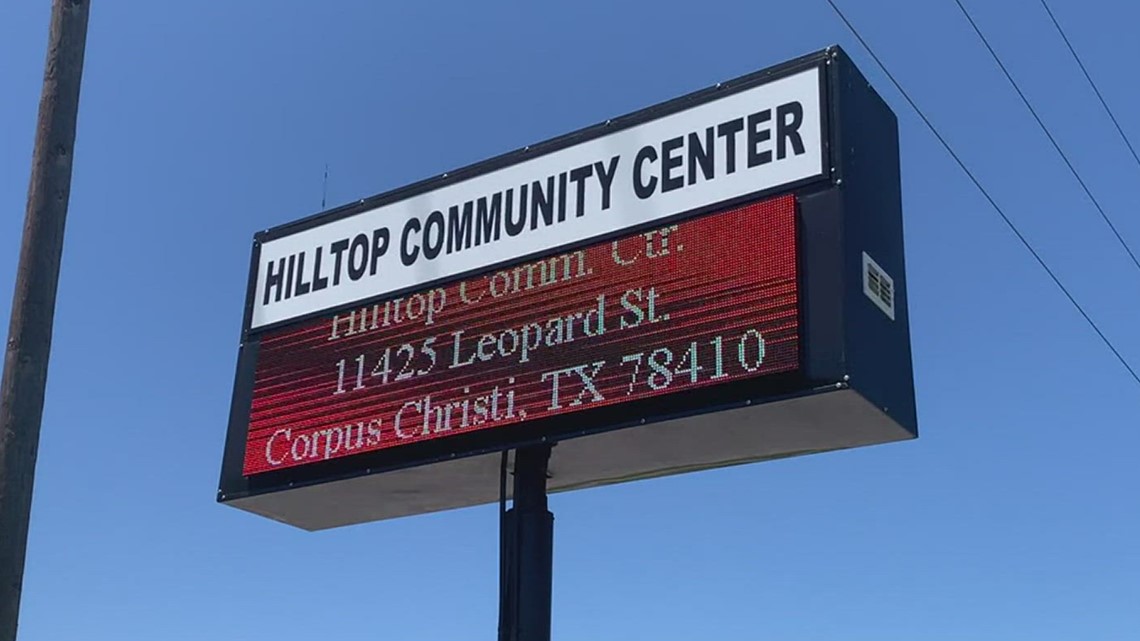 HILLTOP COMMUNITY CENTER
Hilltop Comm. Ctr.
11425 Leopard St.
Corpus Christi, TX 78410